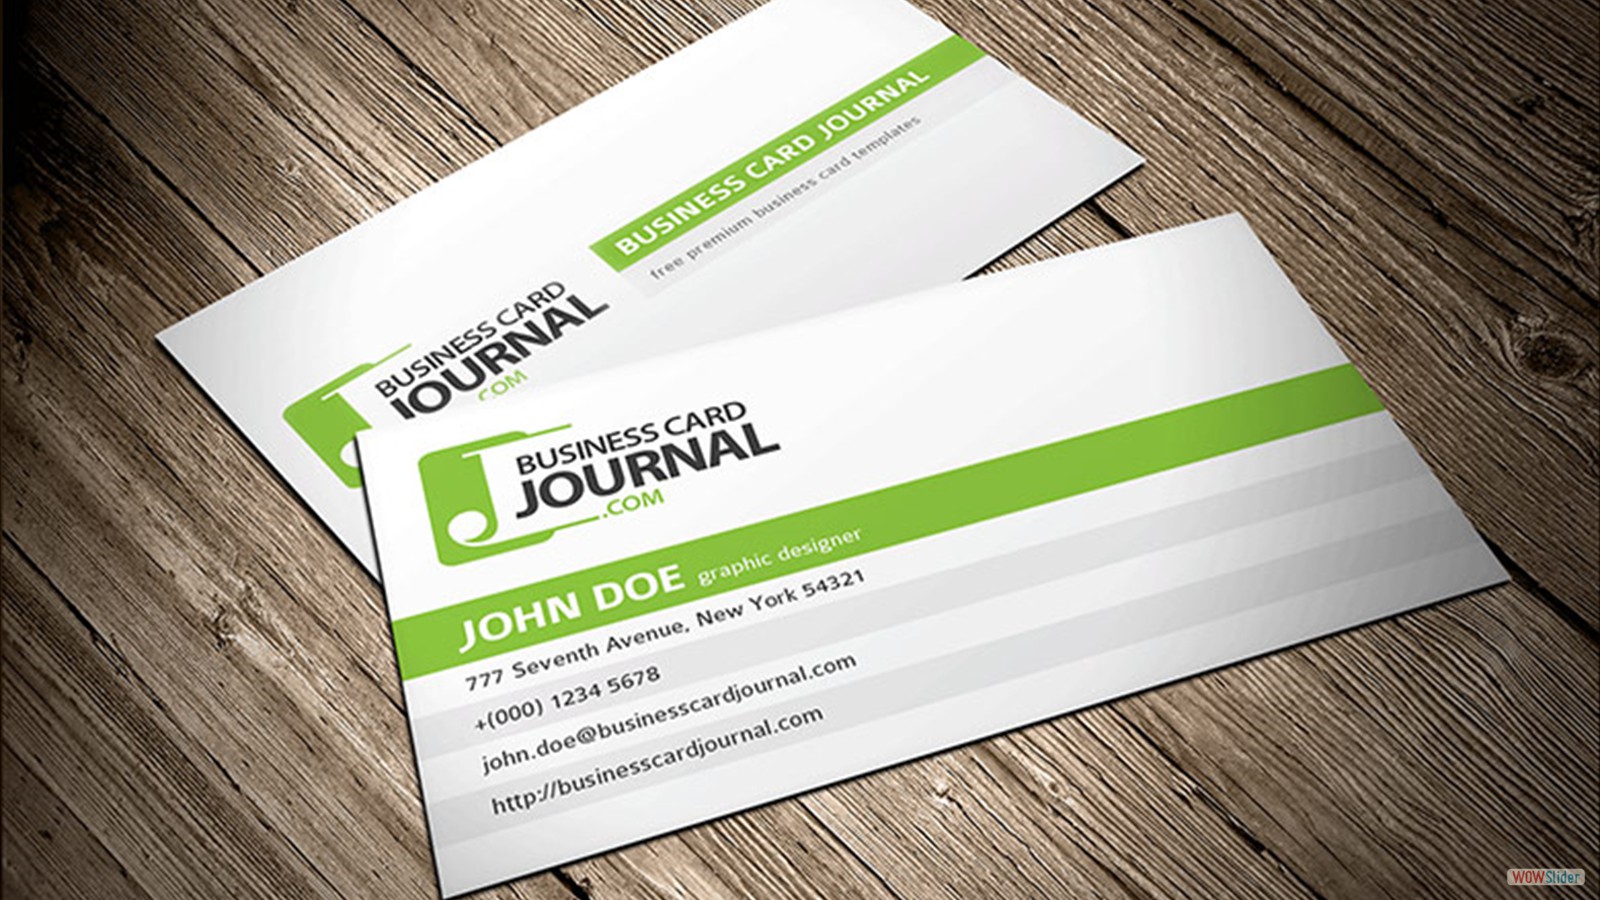 BUSINESS CARD JOURNAL
free premium business card templates
BUSINESS CARD
JOURNAL
.COM
BUSINESS CARD
JOURNAL
.COM
JOHN DOE graphic designer
777 Seventh Avenue, New York 54321
+(000) 1234 5678
john.doe@businesscardjournal.com
http://businesscardjournal.com
WOWSlider